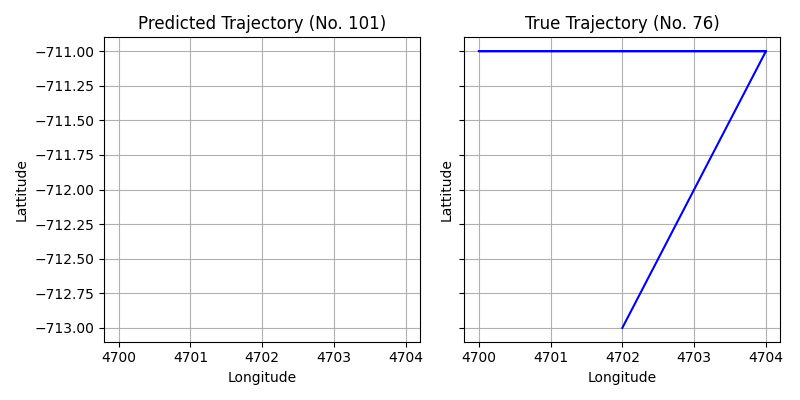 Predicted Trajectory (No. 101)
True Trajectory (No. 76)
−711.00
−711.25
−711.50
−711.75
−712.00
−712.25
−712.50
−712.75
−713.00
Lattitude
Lattitude
4700 4701 4702 4703 4704
4700 4701 4702 4703 4704
Longitude
Longitude